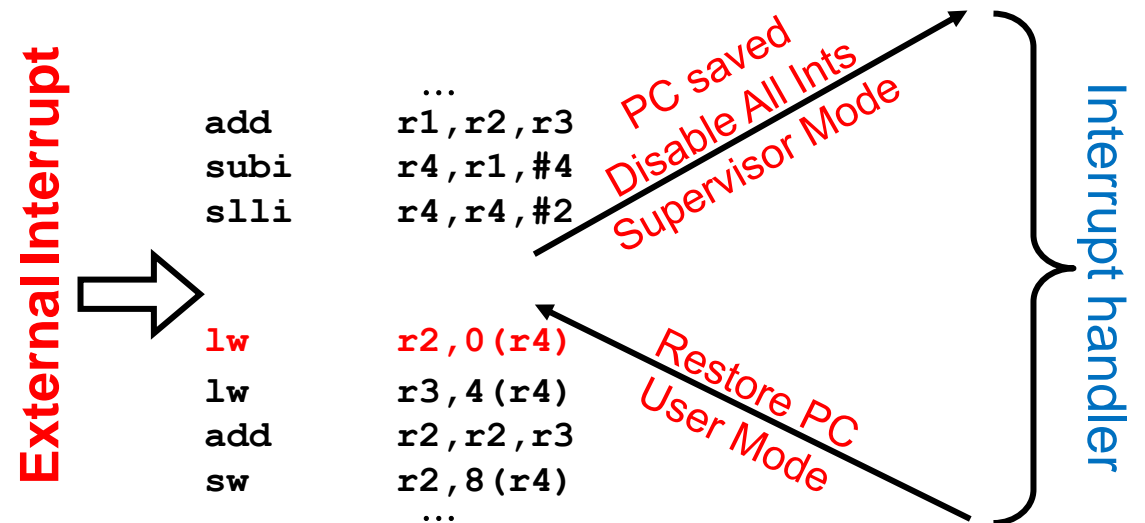 External Interrupt
…
add r1,r2,r3
subi r4,r1,#4
slli r4,r4,#2
lw r2,0(r4)
lw r3,4(r4)
add r2,r2,r3
sw r2,8(r4)
…
PC saved
Disable All Ints
Supervisor Mode
Restore PC
User Mode
Interrupt handler